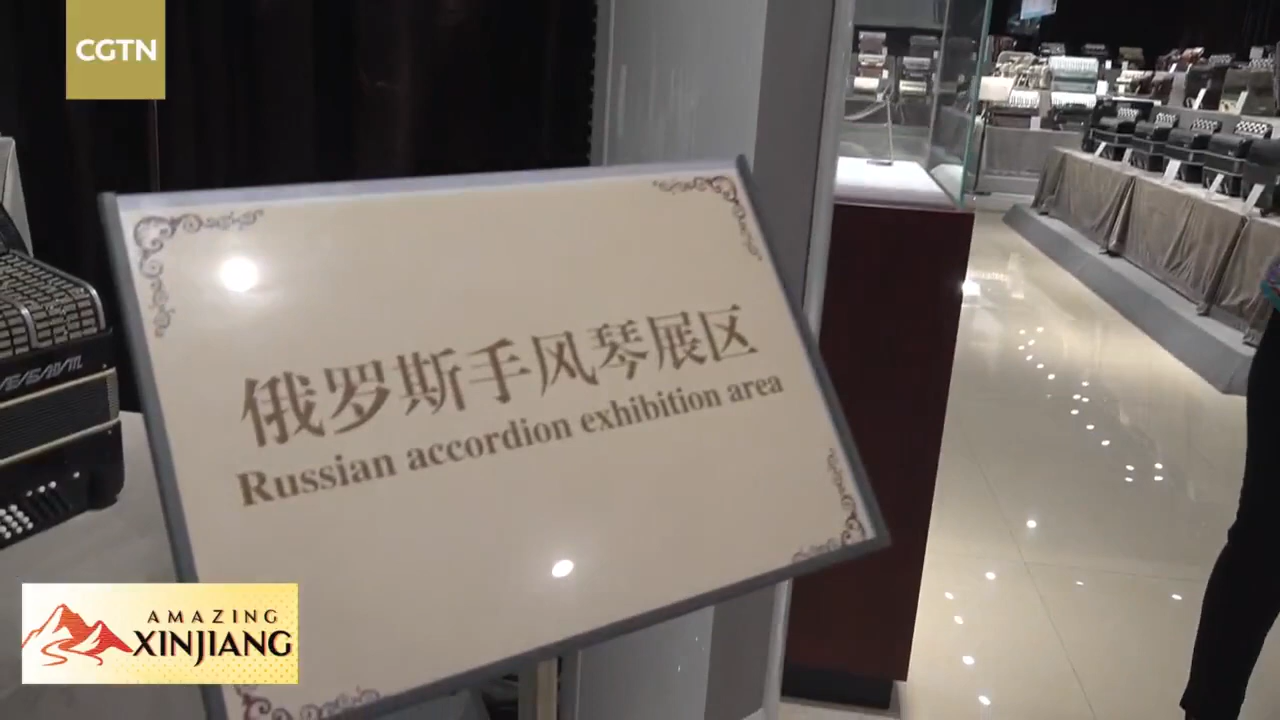 CGTN
俄罗斯手风琴展区
Russian accordion exhibition area
AMAZING
XINJIANG